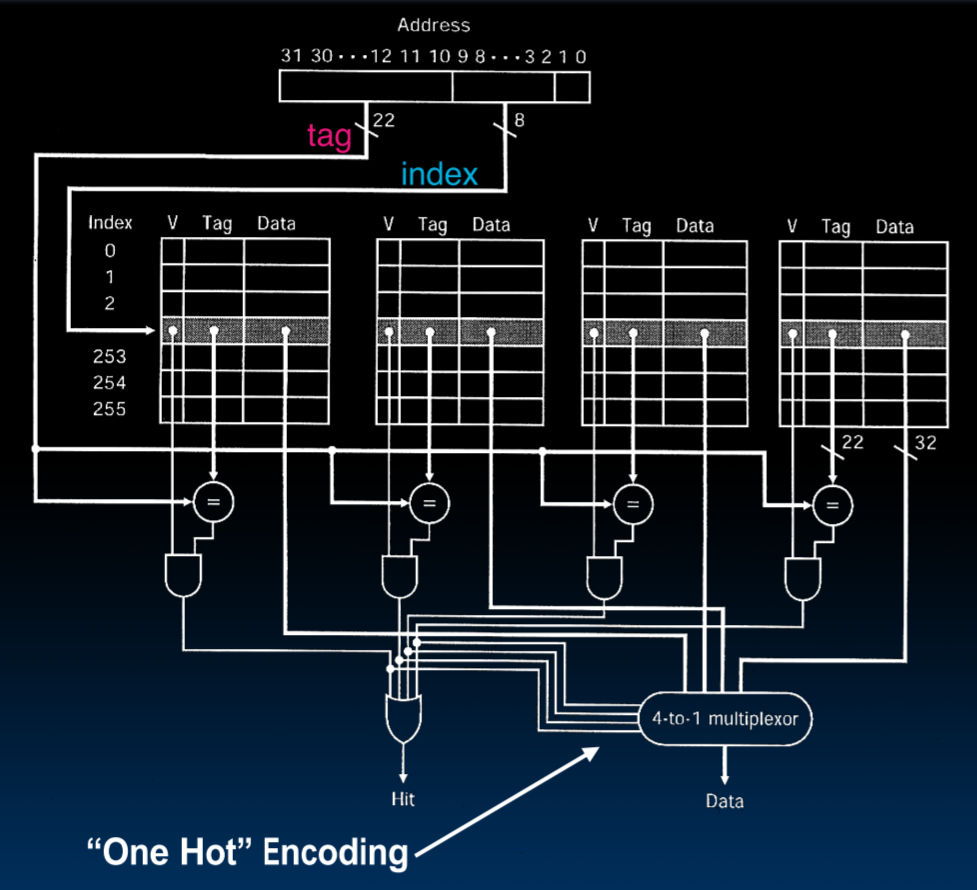 Address
31 30 ··· 12 11 10 9 8 ··· 3 2 1 0
22
8
tag
index
Index
V Tag Data
V Tag Data
V Tag Data
V Tag Data
0
1
2
253
254
255
22
32
=
=
=
=
4-to-1 multiplexor
Hit
Data
“One Hot” Encoding